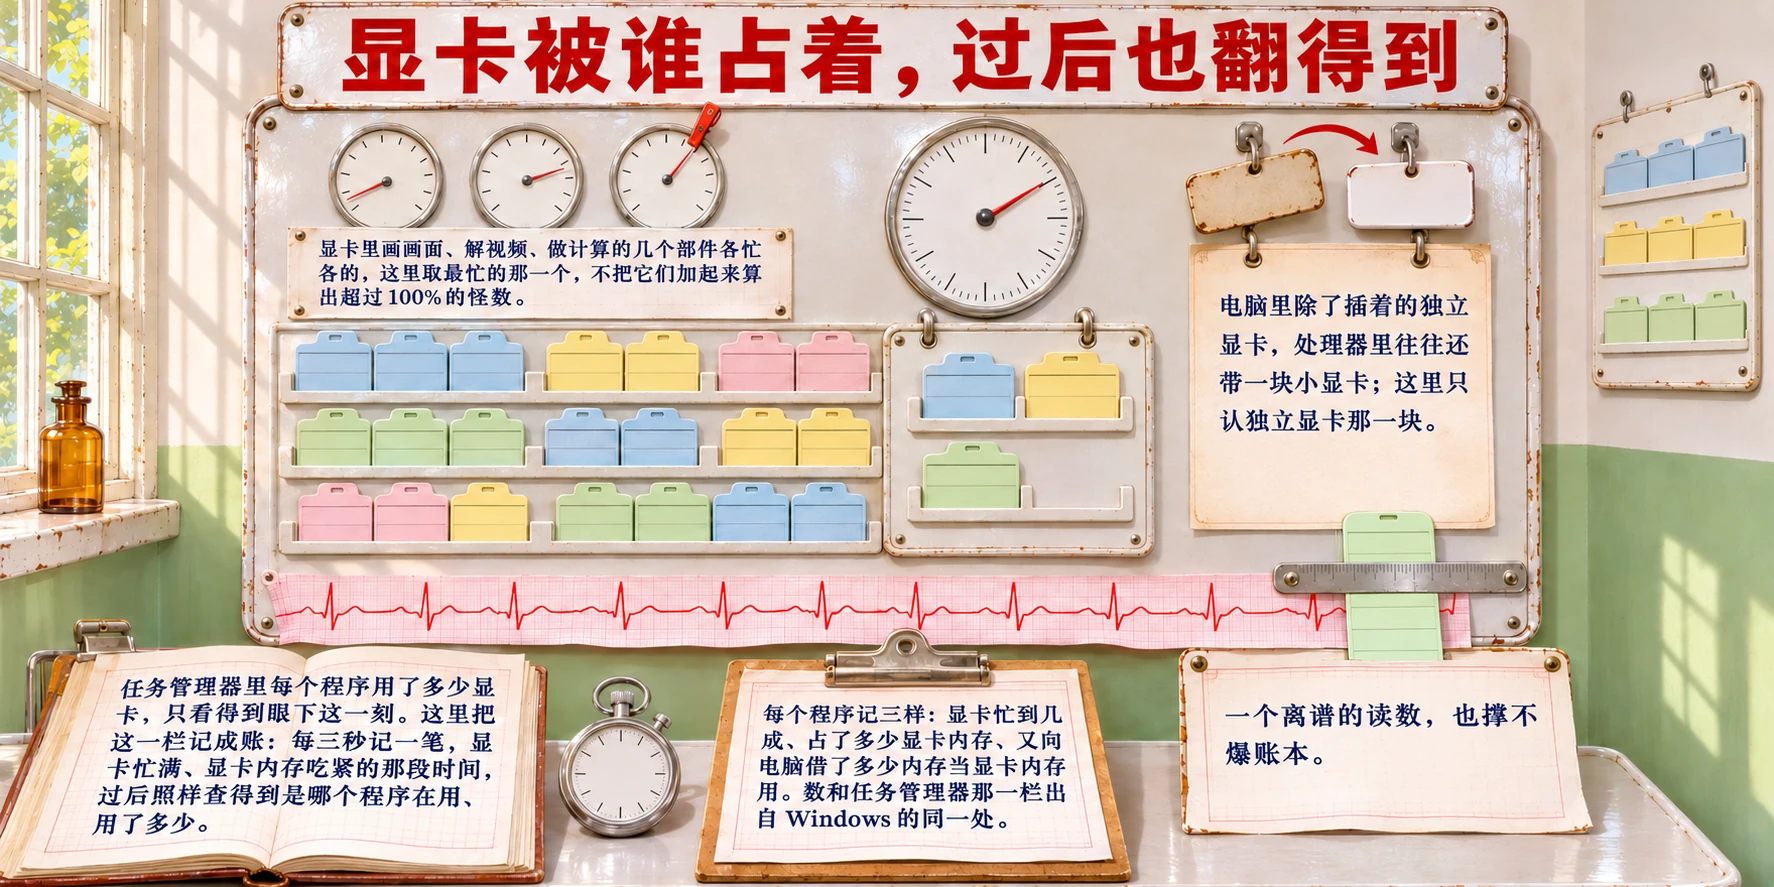 显卡被谁占着，过后也翻得到
显卡里画画面、解视频、做计算的几个部件各忙
各的，这里取最忙的那一个，不把它们加起来算
出超过 100% 的怪数。
电脑里除了插着的独立
显卡，处理器里往往还
带一块小显卡；这里只
认独立显卡那一块。
任务管理器里每个程序用了多少显
卡，只看得到眼下这一刻。这里把
这一栏记成账：每三秒记一笔，显
卡忙满、显卡内存吃紧的那段时间，
过后照样查得到是哪个程序在用、
用了多少。
每个程序记三样：显卡忙到几
成、占了多少显卡内存、又向
电脑借了多少内存当显卡内存
用。数和任务管理器那一栏出
自 Windows 的同一处。
一个离谱的读数，也撑不
爆账本。